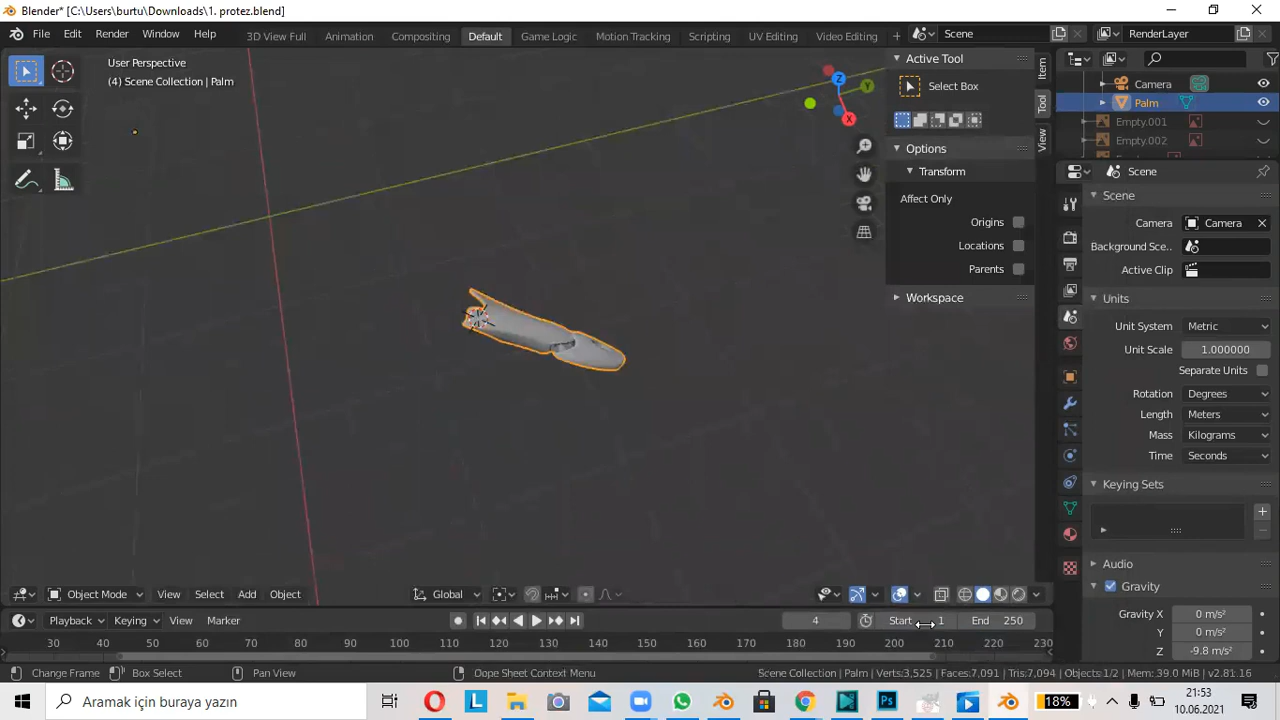 Blender* [C:\Users\burtu\Downloads\1. protez.blend]
File Edit Render Window Help 3D View Full Animation Compositing Default Game Logic Motion Tracking Scripting UV Editing Video Editing + Scene RenderLayer
User Perspective
(4) Scene Collection | Palm
Z
Y
X
Active Tool
Select Box
Options
Transform
Affect Only
Origins
Locations
Parents
Workspace
Item
Tool
View
Camera
Palm
Empty.001
Empty.002
Scene
Scene
Camera Camera
Background Sce..
Active Clip
Units
Unit System Metric
Unit Scale 1.000000
Separate Units
Rotation Degrees
Length Meters
Mass Kilograms
Time Seconds
Keying Sets
Audio
Gravity
Gravity X 0 m/s²
Y 0 m/s²
Z -9.8 m/s²
Object Mode View Select Add Object Global
Playback Keying View Marker 4 Start 1 End 250
30 40 50 60 70 80 90 100 110 120 130 140 150 160 170 180 190 200 210 220 230
Change Frame Box Select Pan View Dope Sheet Context Menu Scene Collection | Palm | Verts:3,525 | Faces:7,091 | Tris:7,094 | Objects:1/2 | Mem: 39.0 MiB | v2.81.16
Aramak için buraya yazın L Ps 18% 21:53
10.06.2021